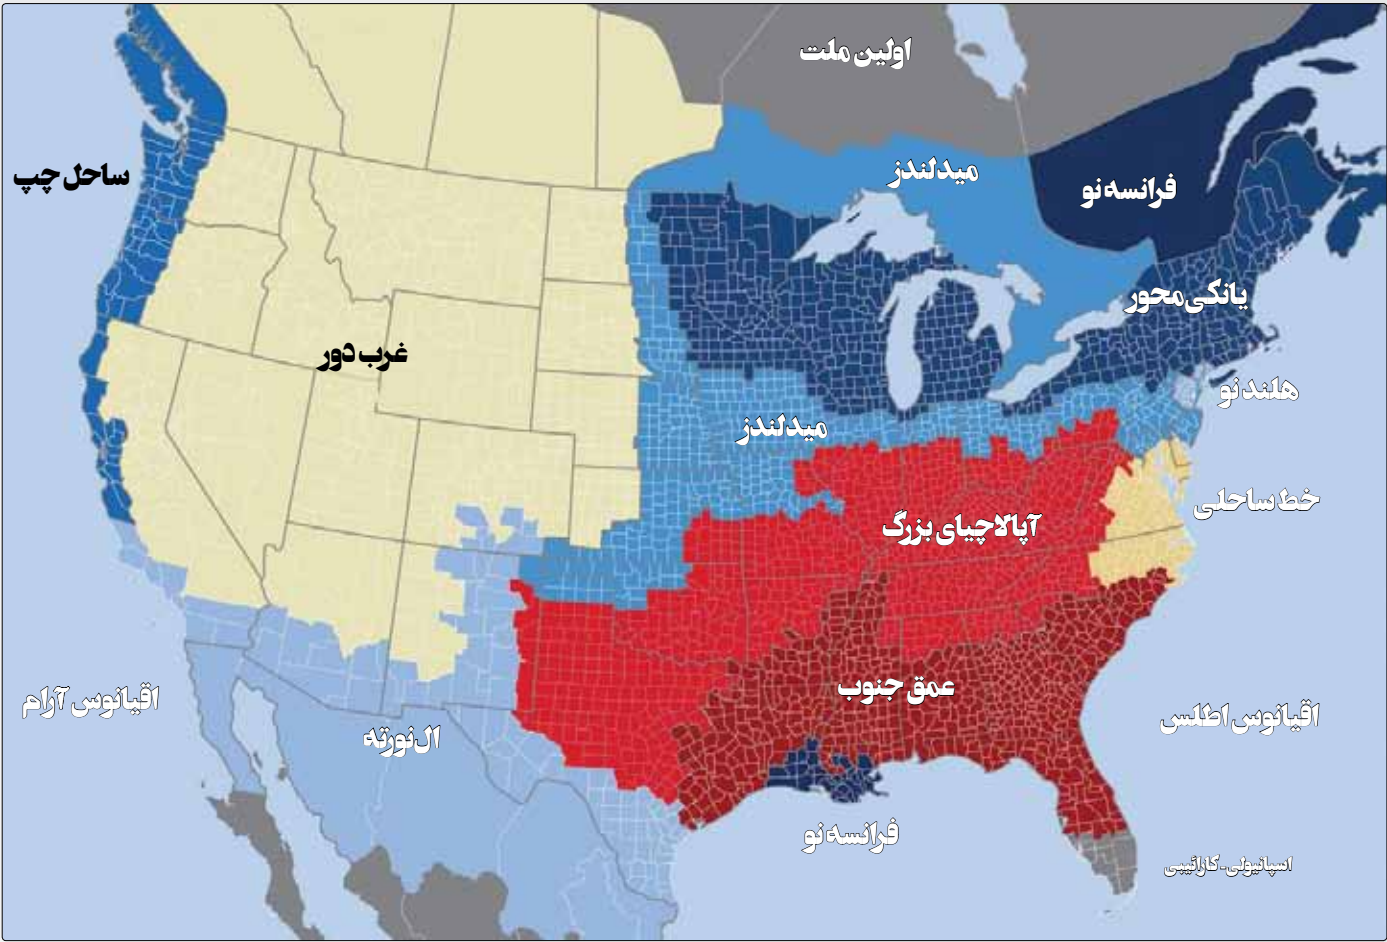 اولین ملت
میدلندز
ساحل چپ
فرانسه نو
یانکی‌محور
غرب دور
هلند نو
میدلندز
خط ساحلی
آپالاچیای بزرگ
عمق جنوب
اقیانوس آرام
اقیانوس اطلس
ال‌نورته
فرانسه نو
اسپانیولی-کارائیبی